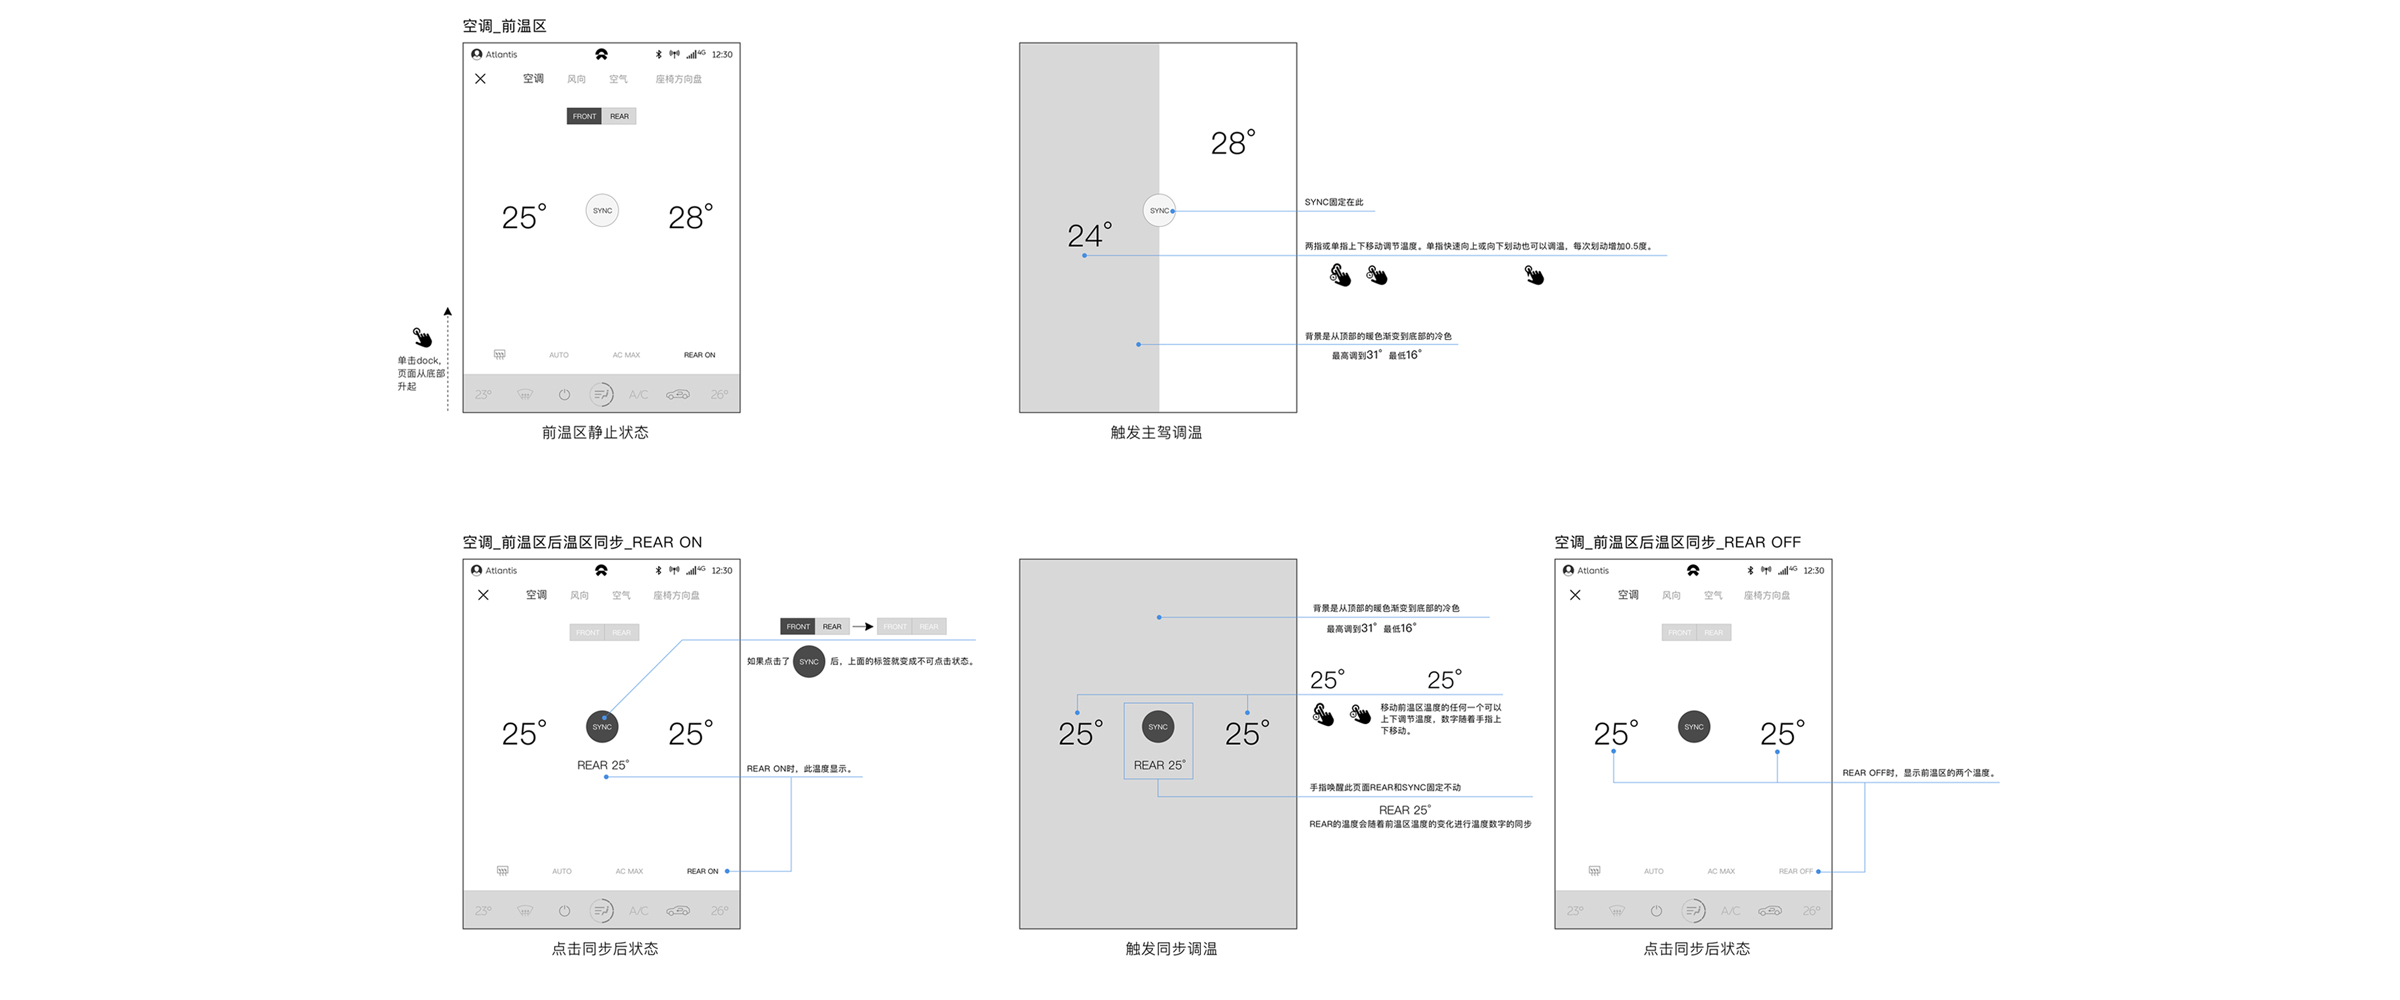 空调_前温区
Atlantis 4G 12:30
空调 风向 空气 座椅方向盘
FRONT REAR
25° SYNC 28°
AUTO AC MAX REAR ON
23° A/C 26°
单击dock,
页面从底部
升起
前温区静止状态
28°
SYNC
24°
SYNC固定在此
两指或单指上下移动调节温度。单指快速向上或向下划动也可以调温，每次划动增加0.5度。
背景是从顶部的暖色渐变到底部的冷色
最高调到31° 最低16°
触发主驾调温
空调_前温区后温区同步_REAR ON
Atlantis 4G 12:30
空调 风向 空气 座椅方向盘
FRONT REAR
25° SYNC 25°
REAR 25°
AUTO AC MAX REAR ON
23° A/C 26°
FRONT REAR FRONT REAR
如果点击了 SYNC 后，上面的标签就变成不可点击状态。
REAR ON时，此温度显示。
点击同步后状态
25° SYNC 25°
REAR 25°
背景是从顶部的暖色渐变到底部的冷色
最高调到31° 最低16°
25° 25°
移动前温区温度的任何一个可以
上下调节温度，数字随着手指上
下移动。
手指唤醒此页面REAR和SYNC固定不动
REAR 25°
REAR的温度会随着前温区温度的变化进行温度数字的同步
触发同步调温
空调_前温区后温区同步_REAR OFF
Atlantis 4G 12:30
空调 风向 空气 座椅方向盘
FRONT REAR
25° SYNC 25°
AUTO AC MAX REAR OFF
23° A/C 26°
REAR OFF时，显示前温区的两个温度。
点击同步后状态